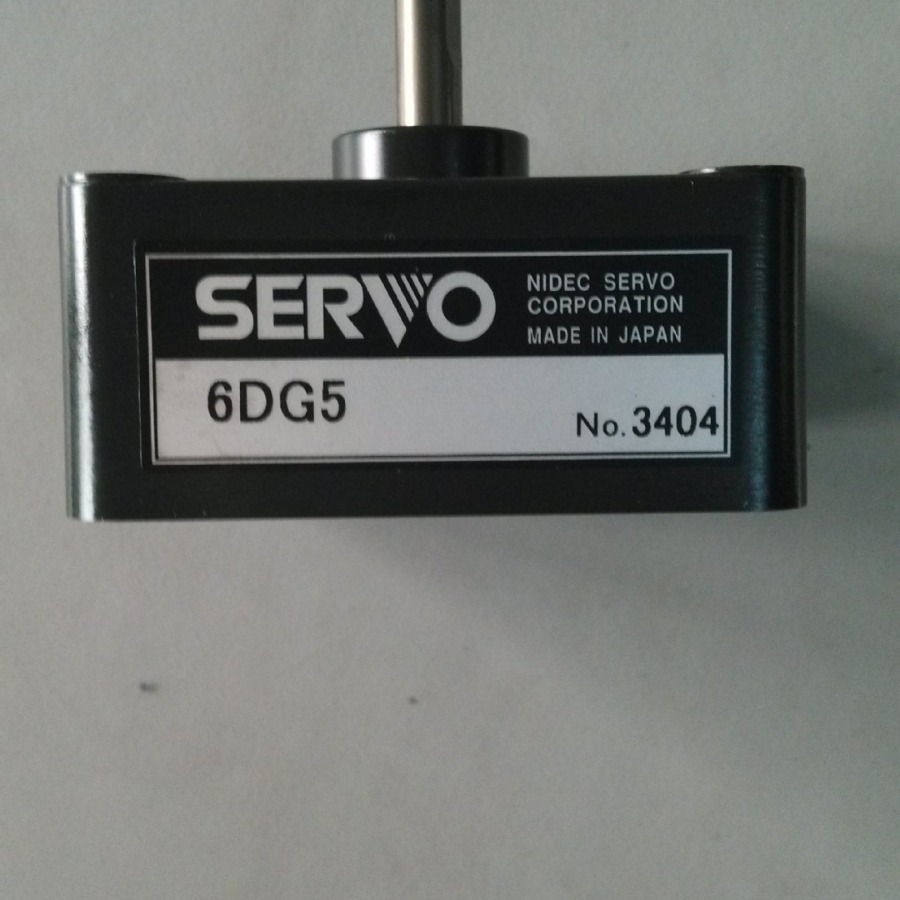 SERVO
NIDEC SERVO
CORPORATION
MADE IN JAPAN
6DG5
No. 3404